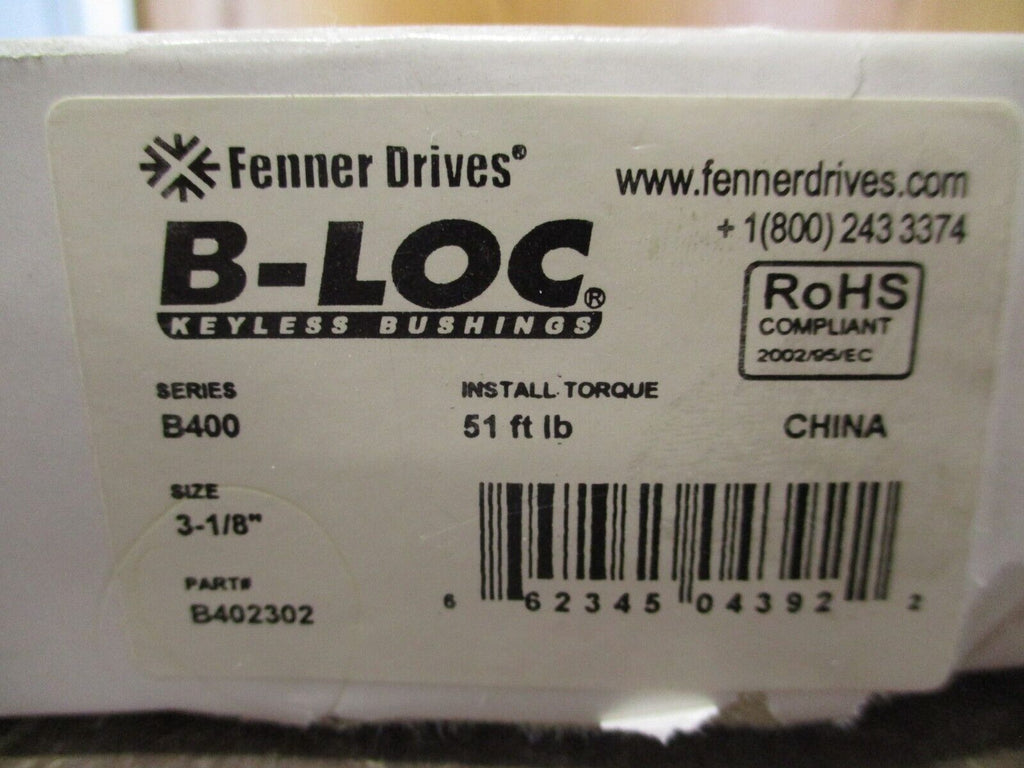 Fenner Drives®
www.fennerdrives.com
+ 1(800) 243 3374
B-LOC®
KEYLESS BUSHINGS
RoHS
COMPLIANT
2002/95/EC
SERIES
B400
INSTALL TORQUE
51 ft lb
CHINA
SIZE
3-1/8"
PART#
B402302
6 62345 04392 2